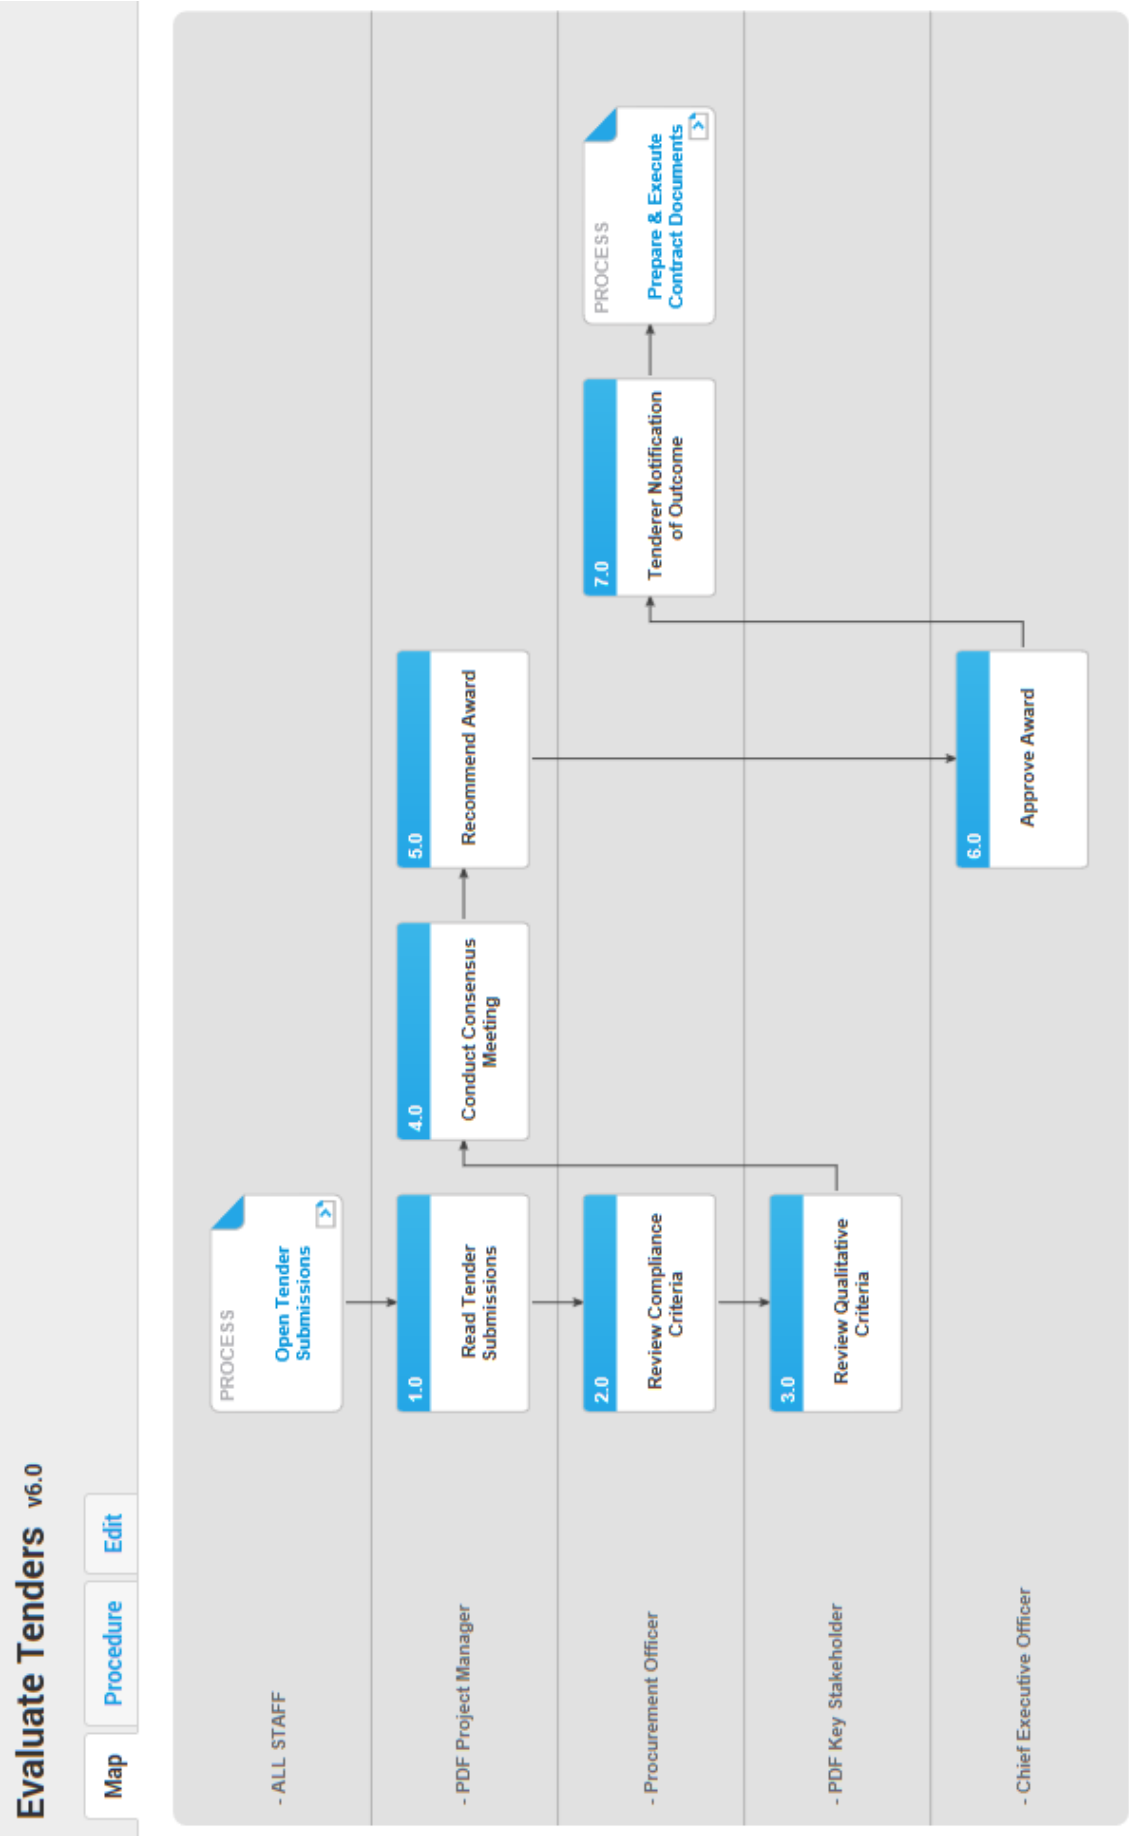 Evaluate Tenders v6.0
Map
Procedure
Edit
- ALL STAFF
PROCESS
Open Tender
Submissions
- PDF Project Manager
1.0
Read Tender
Submissions
4.0
Conduct Consensus
Meeting
5.0
Recommend Award
- Procurement Officer
2.0
Review Compliance
Criteria
7.0
Tenderer Notification
of Outcome
PROCESS
Prepare & Execute
Contract Documents
- PDF Key Stakeholder
3.0
Review Qualitative
Criteria
- Chief Executive Officer
6.0
Approve Award